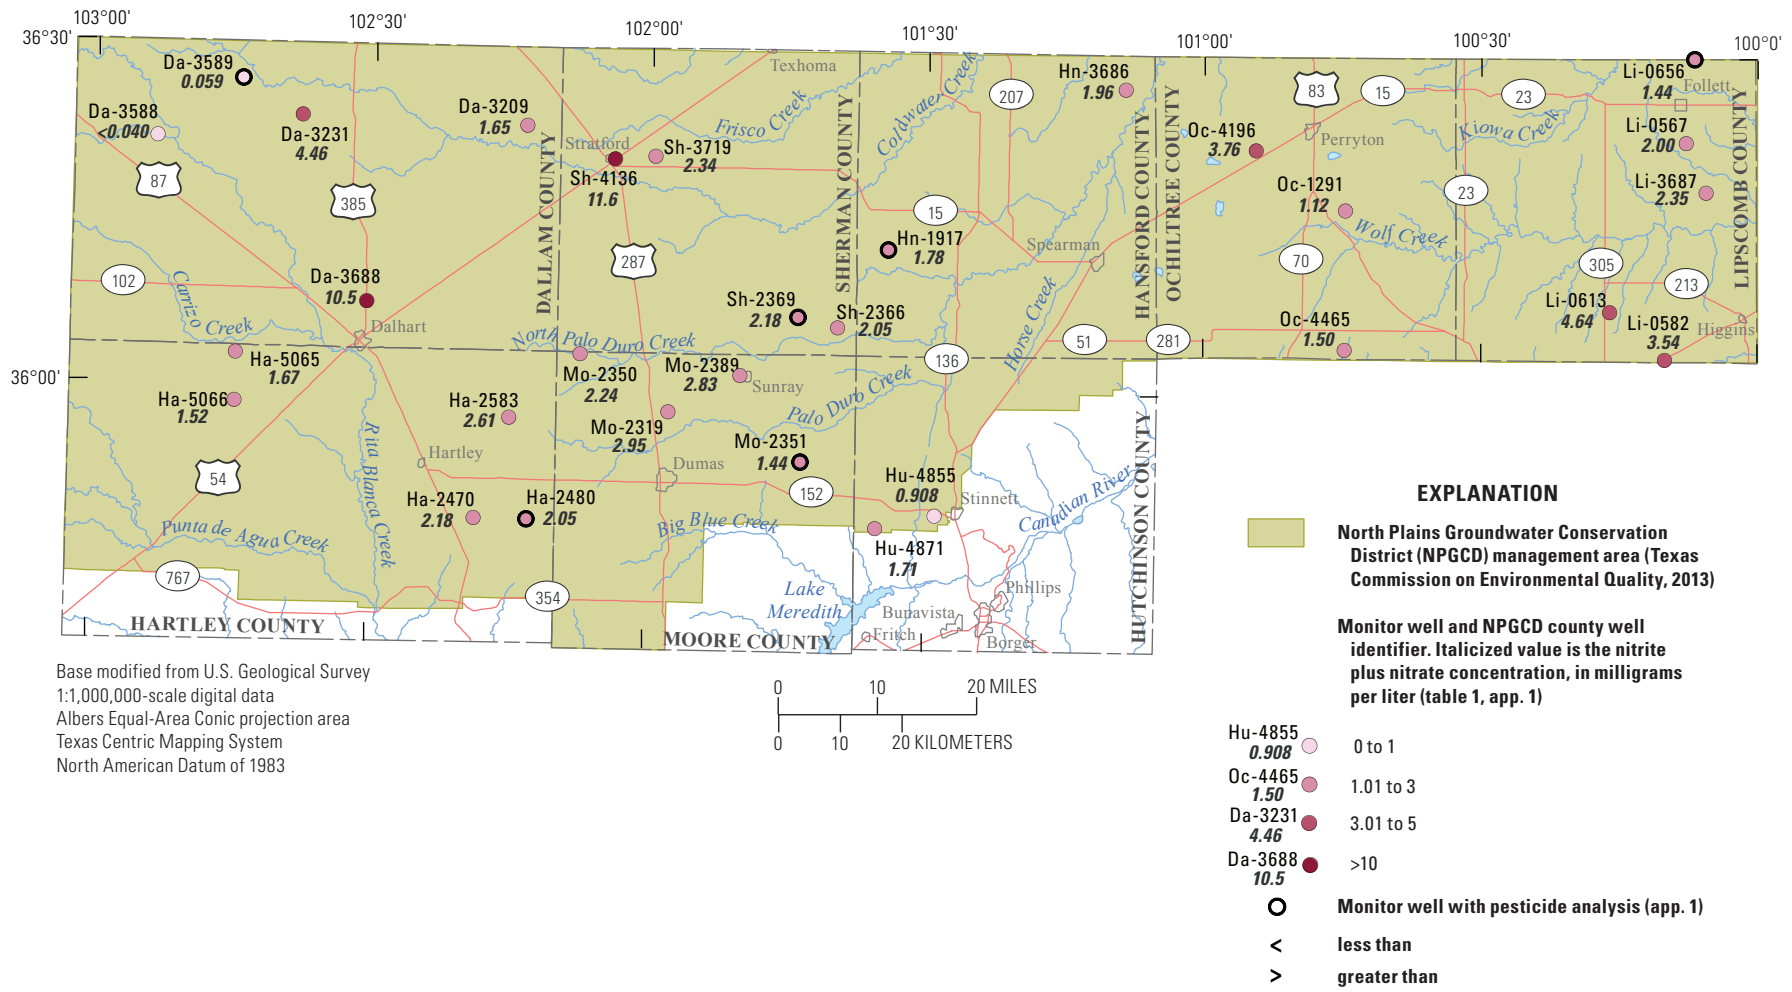 103°00'
102°30'
102°00'
101°30'
101°00'
100°30'
100°0'
36°30'
36°00'
Da-3589
0.059
Da-3588
<0.040
Da-3231
4.46
Da-3209
1.65
Texhoma
Frisco Creek
Stratford
Sh-3719
2.34
Sh-4136
11.6
Coldwater Creek
207
Hn-3686
1.96
83
15
23
Li-0656
1.44
Follett
Oc-4196
3.76
Perryton
Kiowa Creek
Li-0567
2.00
87
385
DALLAM COUNTY
SHERMAN COUNTY
HANSFORD COUNTY
OCHILTREE COUNTY
LIPSCOMB COUNTY
Oc-1291
1.12
23
Li-3687
2.35
15
Hn-1917
1.78
Spearman
Wolf Creek
287
102
Carrizo Creek
Da-3688
10.5
Dalhart
70
305
213
Sh-2369
2.18
Sh-2366
2.05
Horse Creek
Li-0613
4.64
Li-0582
3.54
Higgins
Oc-4465
1.50
North Palo Duro Creek
136
51
281
Ha-5065
1.67
Ha-5066
1.52
Mo-2350
2.24
Mo-2389
2.83
Sunray
Palo Duro Creek
Ha-2583
2.61
Mo-2319
2.95
Rita Blanca Creek
Hartley
54
Mo-2351
1.44
Dumas
152
Hu-4855
0.908
Stinnett
Canadian River
HUTCHINSON COUNTY
Ha-2470
2.18
Ha-2480
2.05
Big Blue Creek
Punta de Agua Creek
Hu-4871
1.71
767
354
Lake
Meredith
Phillips
Bunavista
Fritch
Borger
HARTLEY COUNTY
MOORE COUNTY
Base modified from U.S. Geological Survey
1:1,000,000-scale digital data
Albers Equal-Area Conic projection area
Texas Centric Mapping System
North American Datum of 1983
0 10 20 MILES
0 10 20 KILOMETERS
EXPLANATION
North Plains Groundwater Conservation
District (NPGCD) management area (Texas
Commission on Environmental Quality, 2013)
Monitor well and NPGCD county well
identifier. Italicized value is the nitrite
plus nitrate concentration, in milligrams
per liter (table 1, app. 1)
Hu-4855
0.908
0 to 1
Oc-4465
1.50
1.01 to 3
Da-3231
4.46
3.01 to 5
Da-3688
10.5
>10
Monitor well with pesticide analysis (app. 1)
< less than
> greater than